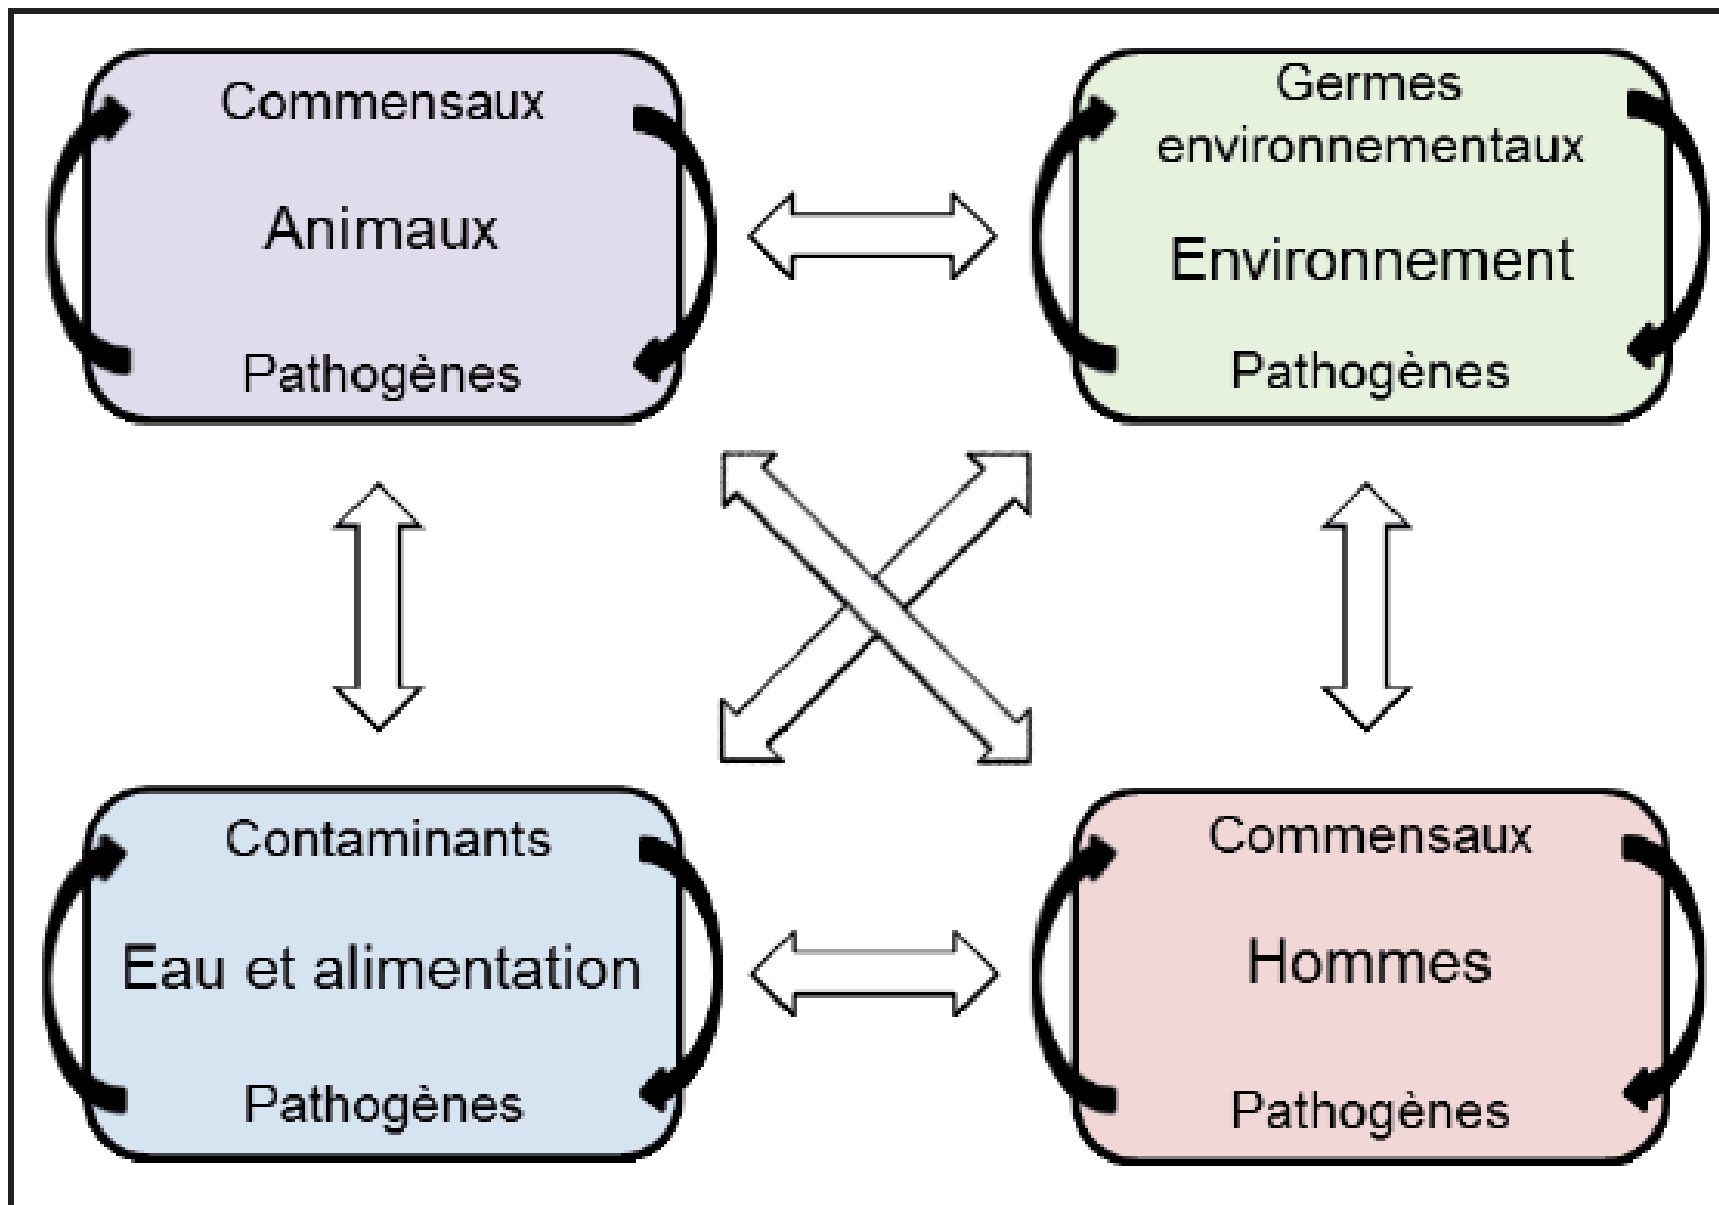 Commensaux
Animaux
Pathogènes
Germes
environnementaux
Environnement
Pathogènes
Contaminants
Eau et alimentation
Pathogènes
Commensaux
Hommes
Pathogènes